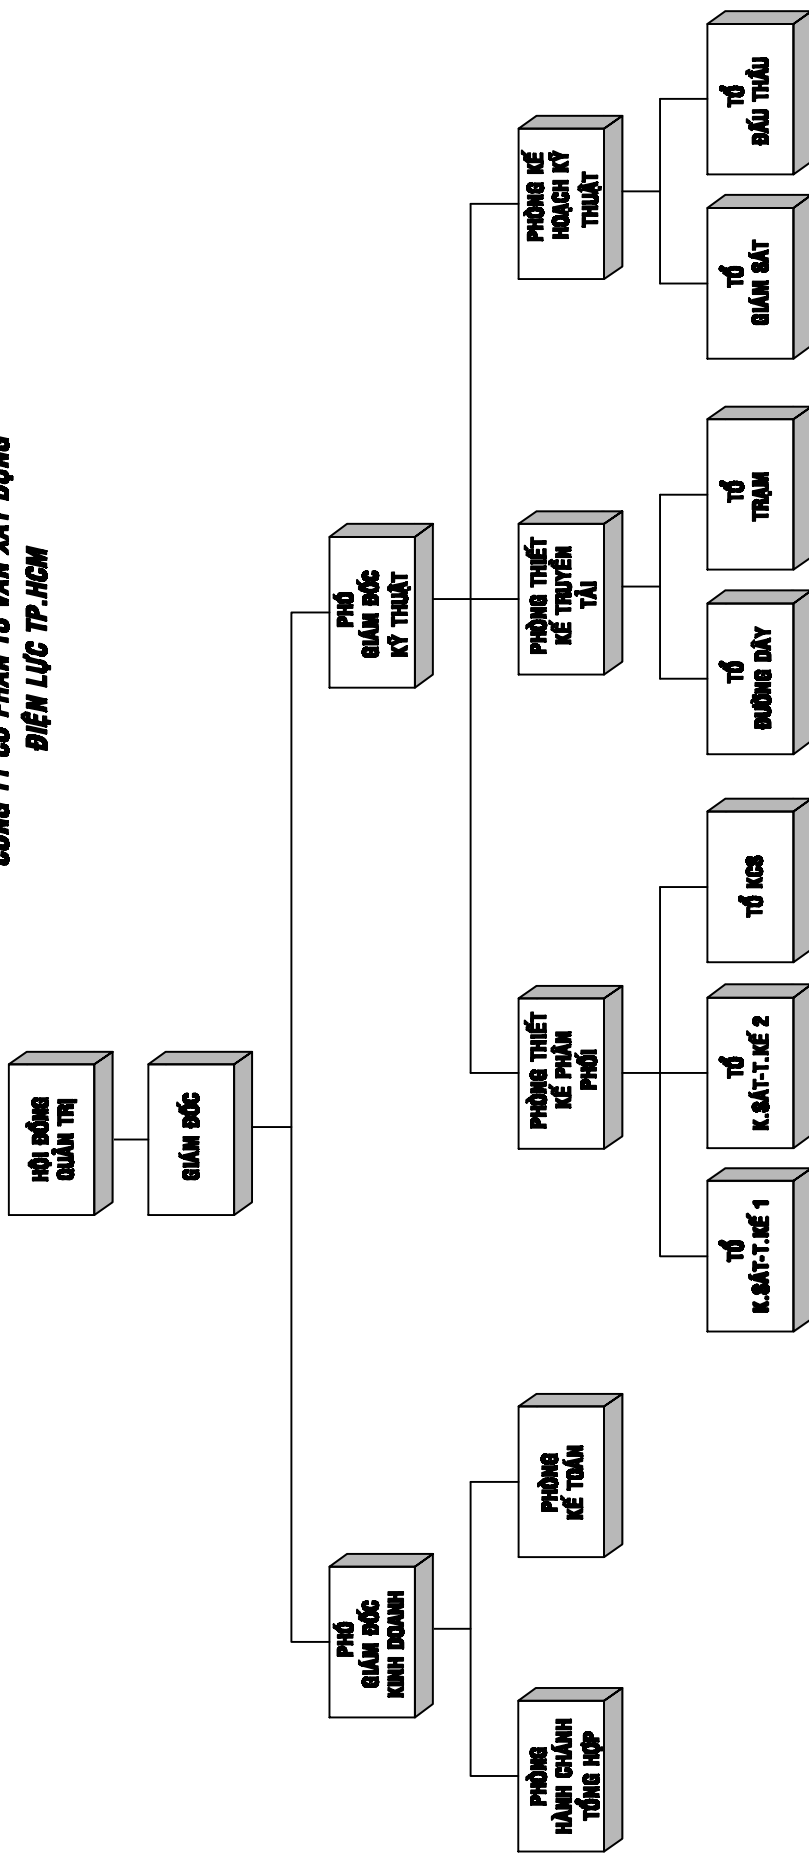 CÔNG TY CỔ PHẦN TƯ VẤN XÂY DỰNG
ĐIỆN LỰC TP.HCM
HỘI ĐỒNG
QUẢN TRỊ
GIÁM ĐỐC
PHÓ
GIÁM ĐỐC
KINH DOANH
PHÓ
GIÁM ĐỐC
KỸ THUẬT
PHÒNG
HÀNH CHÁNH
TỔNG HỢP
PHÒNG
KẾ TOÁN
PHÒNG THIẾT
KẾ PHÂN
PHỐI
PHÒNG THIẾT
KẾ TRUYỀN
TẢI
PHÒNG KẾ
HOẠCH KỸ
THUẬT
TỔ
K.SÁT-T.KẾ 1
TỔ
K.SÁT-T.KẾ 2
TỔ KCS
TỔ
ĐƯỜNG DÂY
TỔ
TRẠM
TỔ
GIÁM SÁT
TỔ
ĐẤU THẦU